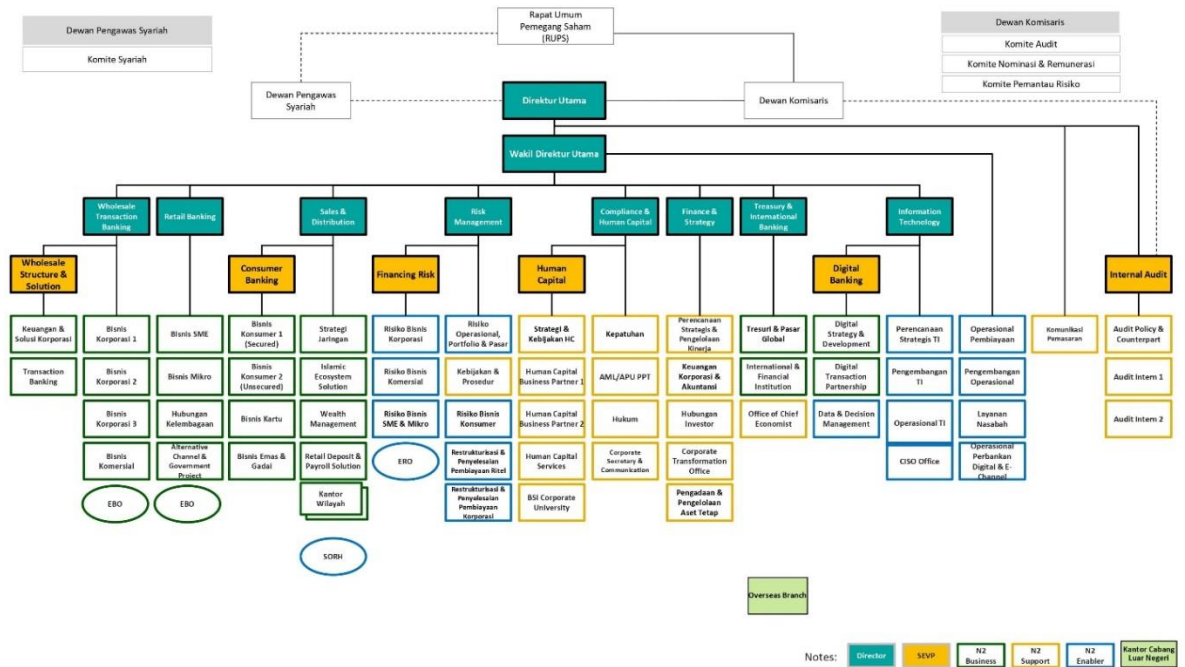 Rapat Umum
Pemegang Saham
(RUPS)
Dewan Pengawas Syariah
Komite Syariah
Dewan Komisaris
Komite Audit
Komite Nominasi & Remunerasi
Komite Pemantau Risiko
Dewan Pengawas
Syariah
Direktur Utama
Dewan Komisaris
Wakil Direktur Utama
Wholesale
Transaction
Banking
Retail Banking
Sales &
Distribution
Risk
Management
Compliance &
Human Capital
Finance &
Strategy
Treasury &
International
Banking
Information
Technology
Wholesale
Structure &
Solution
Consumer
Banking
Financing Risk
Human
Capital
Digital
Banking
Internal Audit
Keuangan &
Solusi Korporasi
Transaction
Banking
Bisnis
Korporasi 1
Bisnis
Korporasi 2
Bisnis
Korporasi 3
Bisnis
Komersial
EBO
Bisnis SME
Bisnis Mikro
Hubungan
Kelembagaan
Alternative
Channel &
Government
Project
EBO
Bisnis
Konsumer 1
(Secured)
Bisnis
Konsumer 2
(Unsecured)
Bisnis Kartu
Bisnis Emas &
Gadai
Strategi
Jaringan
Islamic
Ecosystem
Solution
Wealth
Management
Retail Deposit &
Payroll Solution
Kantor
Wilayah
SORH
Risiko Bisnis
Korporasi
Risiko Bisnis
Komersial
Risiko Bisnis
SME & Mikro
ERO
Risiko
Operasional,
Portfolio & Pasar
Kebijakan &
Prosedur
Risiko Bisnis
Konsumer
Restrukturisasi &
Penyelesaian
Pembiayaan Ritel
Restrukturisasi &
Penyelesaian
Pembiayaan
Korporasi
Strategi &
Kebijakan HC
Human Capital
Business Partner 1
Human Capital
Business Partner 2
Human Capital
Services
BSI Corporate
University
Kepatuhan
AML/APU PPT
Hukum
Corporate
Secretary &
Communication
Perencanaan
Strategis &
Pengelolaan
Kinerja
Keuangan
Korporasi &
Akuntansi
Hubungan
Investor
Corporate
Transformation
Office
Pengadaan &
Pengelolaan
Aset Tetap
Tresuri & Pasar
Global
International &
Financial
Institution
Office of Chief
Economist
Digital
Strategy &
Development
Digital
Transaction
Partnership
Data & Decision
Management
Perencanaan
Strategis TI
Pengembangan
TI
Operasional TI
CISO Office
Operasional
Pembiayaan
Pengembangan
Operasional
Layanan
Nasabah
Operasional
Perbankan
Digital & E-
Channel
Komunikasi
Pemasaran
Audit Policy &
Counterpart
Audit Intern 1
Audit Intern 2
Overseas Branch
Notes:
Director
SEVP
N2
Business
N2
Support
N2
Enabler
Kantor Cabang
Luar Negeri